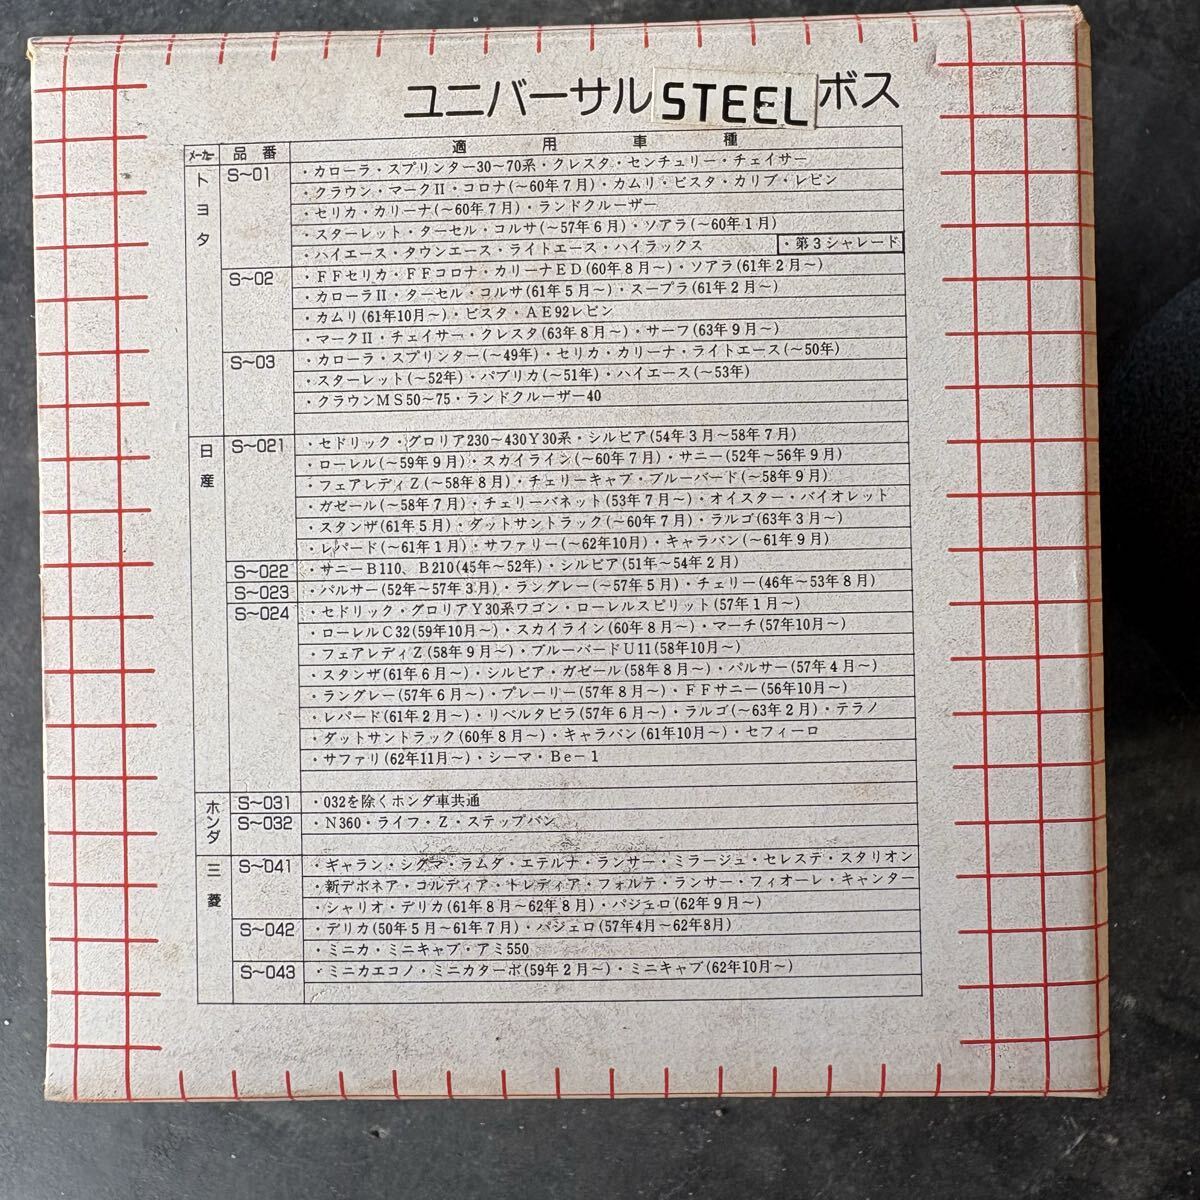 ユニバーサル STEEL ボス
メーカー 品番 適用車種
トヨタ S〜01 ・カローラ・スプリンター30〜70系・クレスタ・センチュリー・チェイサー
・クラウン・マークⅡ・コロナ(〜60年7月)・カムリ・ビスタ・カリブ・レビン
・セリカ・カリーナ(〜60年7月)・ランドクルーザー
・スターレット・ターセル・コルサ(〜57年6月)・ソアラ(〜60年1月)
・ハイエース・タウンエース・ライトエース・ハイラックス ・第3シャレード
S〜02 ・FFセリカ・FFコロナ・カリーナED(60年8月〜)・ソアラ(61年2月〜)
・カローラⅡ・ターセル・コルサ(61年5月〜)・スープラ(61年2月〜)
・カムリ(61年10月〜)・ビスタ・AE92レビン
・マークⅡ・チェイサー・クレスタ(63年8月〜)・サーフ(63年9月〜)
S〜03 ・カローラ・スプリンター(〜49年)・セリカ・カリーナ・ライトエース(〜50年)
・スターレット(〜52年)・パブリカ(〜51年)・ハイエース(〜53年)
・クラウンMS50〜75・ランドクルーザー40
日産 S〜021 ・セドリック・グロリア230〜430Y30系・シルビア(54年3月〜58年7月)
・ローレル(〜59年9月)・スカイライン(〜60年7月)・サニー(52年〜56年9月)
・フェアレディZ(〜58年8月)・チェリーキャブ・ブルーバード(〜58年9月)
・ガゼール(〜58年7月)・チェリーバネット(53年7月〜)・オイスター・バイオレット
・スタンザ(61年5月)・ダットサントラック(〜60年7月)・ラルゴ(63年3月〜)
・レパード(〜61年1月)・サファリー(〜62年10月)・キャラバン(〜61年9月)
S〜022 ・サニーB110、B210(45年〜52年)・シルビア(51年〜54年2月)
S〜023 ・パルサー(52年〜57年3月)・ラングレー(〜57年5月)・チェリー(46年〜53年8月)
S〜024 ・セドリック・グロリアY30系ワゴン・ローレルスピリット(57年1月〜)
・ローレルC32(59年10月〜)・スカイライン(60年8月〜)・マーチ(57年10月〜)
・フェアレディZ(58年9月〜)・ブルーバードU11(58年10月〜)
・スタンザ(61年6月〜)・シルビア・ガゼール(58年8月〜)・パルサー(57年4月〜)
・ラングレー(57年6月〜)・プレーリー(57年8月〜)・FFサニー(56年10月〜)
・レパード(61年2月〜)・リベルタビラ(57年6月〜)・ラルゴ(〜63年2月)・テラノ
・ダットサントラック(60年8月〜)・キャラバン(61年10月〜)・セフィーロ
・サファリ(62年11月〜)・シーマ・Be-1
ホンダ S〜031 ・032を除くホンダ車共通
S〜032 ・N360・ライフ・Z・ステップバン
三菱 S〜041 ・ギャラン・シグマ・ラムダ・エテルナ・ランサー・ミラージュ・セレステ・スタリオン
・新デボネア・コルディア・トレディア・フォルテ・ランサー・フィオーレ・キャンター
・シャリオ・デリカ(61年8月〜62年8月)・パジェロ(62年9月〜)
S〜042 ・デリカ(50年5月〜61年7月)・パジェロ(57年4月〜62年8月)
・ミニカ・ミニキャブ・アミ550
S〜043 ・ミニカエコノ・ミニカターボ(59年2月〜)・ミニキャブ(62年10月〜)